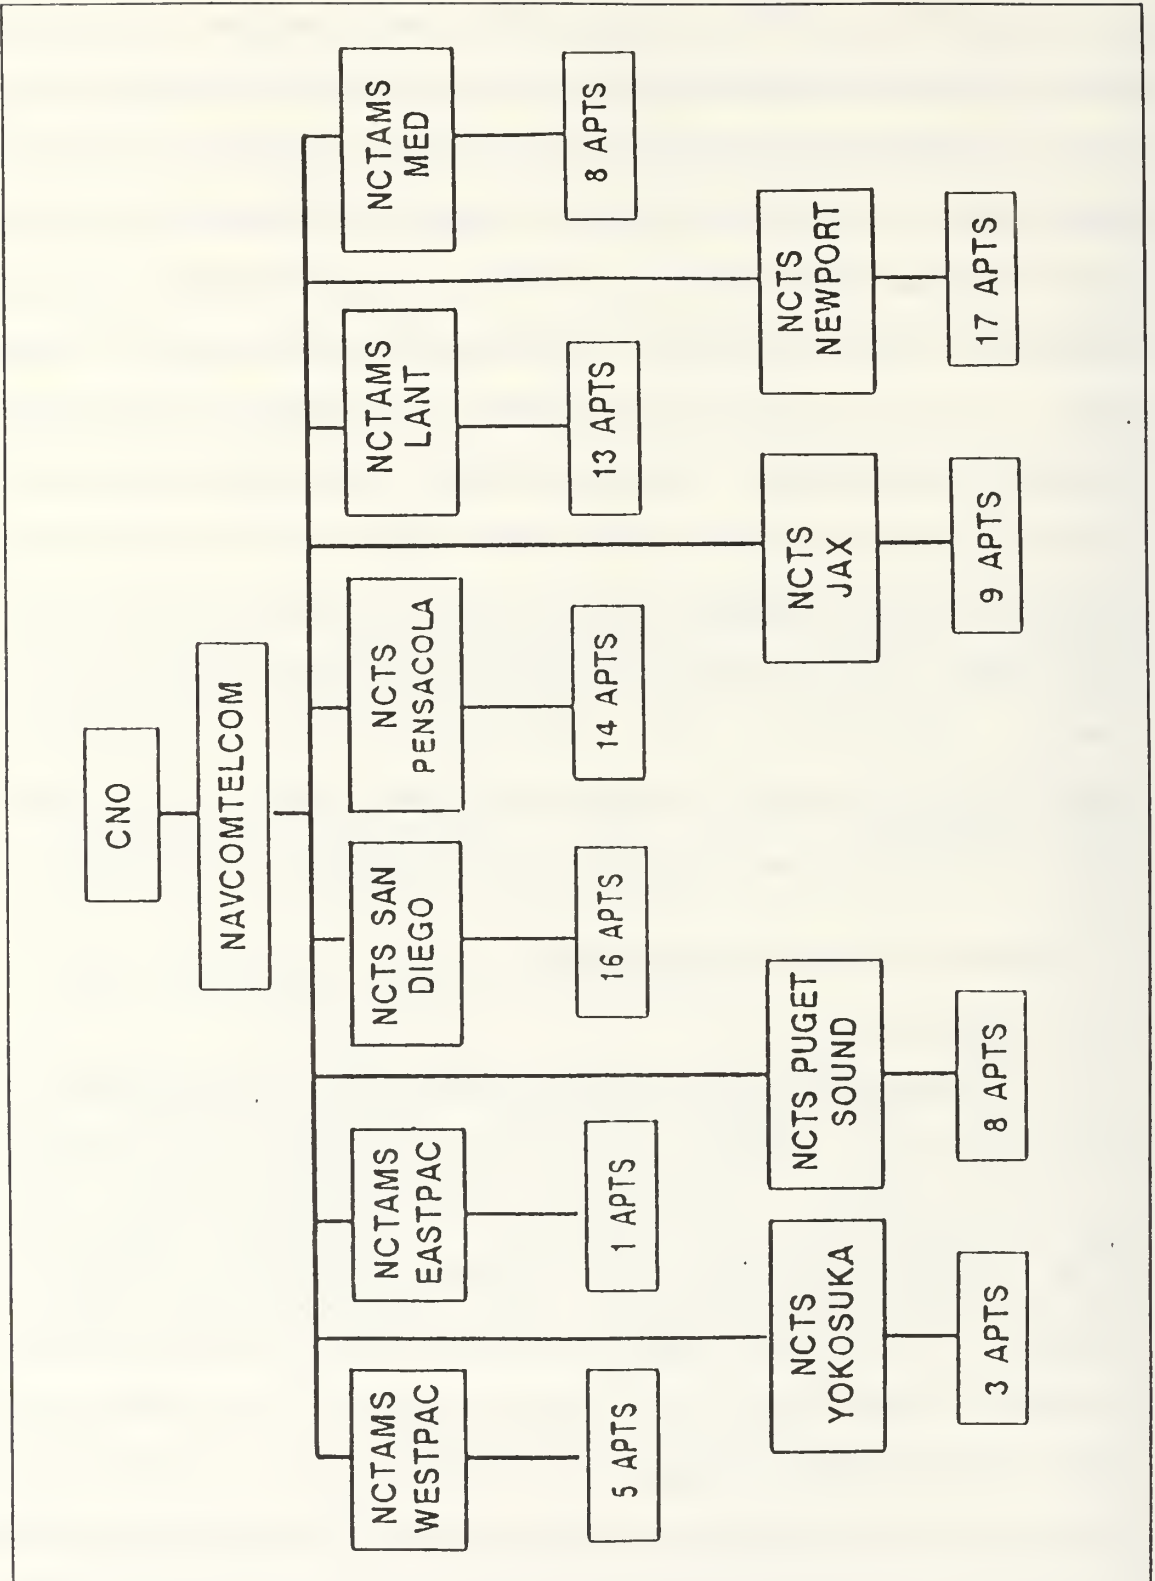 CNO
NAVCOMTELCOM
NCTAMS
WESTPAC
NCTAMS
EASTPAC
NCTS SAN
DIEGO
NCTS
PENSACOLA
NCTAMS
LANT
NCTAMS
MED
5 APTS
1 APTS
16 APTS
14 APTS
13 APTS
8 APTS
NCTS
YOKOSUKA
NCTS PUGET
SOUND
NCTS
JAX
NCTS
NEWPORT
3 APTS
8 APTS
9 APTS
17 APTS